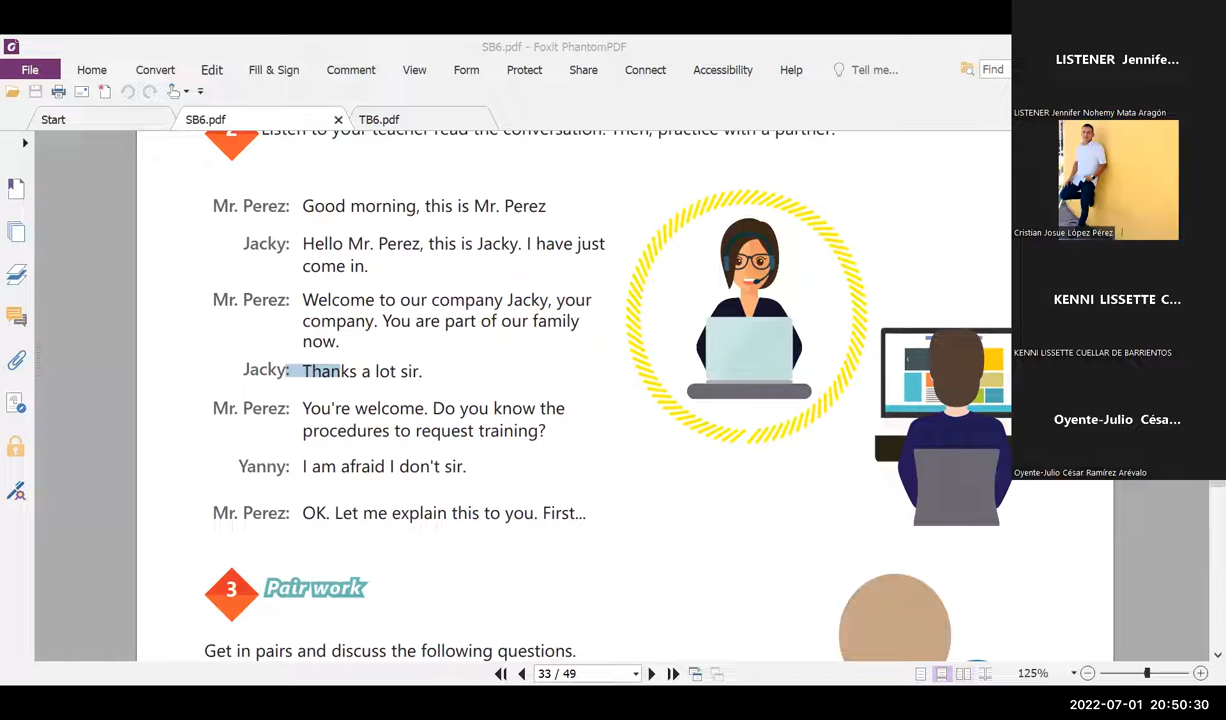 SB6.pdf - Foxit PhantomPDF
File Home Convert Edit Fill & Sign Comment View Form Protect Share Connect Accessibility Help Tell me... Find
Start SB6.pdf TB6.pdf
2 Listen to your teacher read the conversation. Then, practice with a partner.
Mr. Perez: Good morning, this is Mr. Perez
Jacky: Hello Mr. Perez, this is Jacky. I have just
come in.
Mr. Perez: Welcome to our company Jacky, your
company. You are part of our family
now.
Jacky: Thanks a lot sir.
Mr. Perez: You're welcome. Do you know the
procedures to request training?
Yanny: I am afraid I don't sir.
Mr. Perez: OK. Let me explain this to you. First...
3 Pair work
Get in pairs and discuss the following questions.
33 / 49
125%
LISTENER Jennife...
LISTENER Jennifer Nohemy Mata Aragón
Cristian Josue López Pérez
KENNI LISSETTE C...
KENNI LISSETTE CUELLAR DE BARRIENTOS
Oyente-Julio Césa...
Oyente-Julio César Ramírez Arévalo
2022-07-01 20:50:30